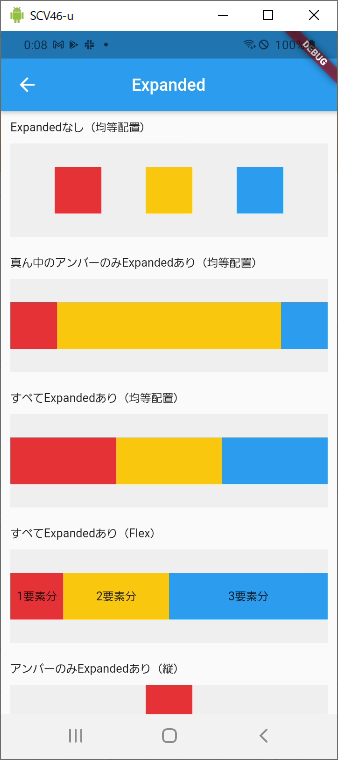 SCV46-u
0:08
100%
DEBUG
Expanded
Expandedなし（均等配置）
真ん中のアンバーのみExpandedあり（均等配置）
すべてExpandedあり（均等配置）
すべてExpandedあり（Flex）
1要素分 2要素分 3要素分
アンバーのみExpandedあり（縦）